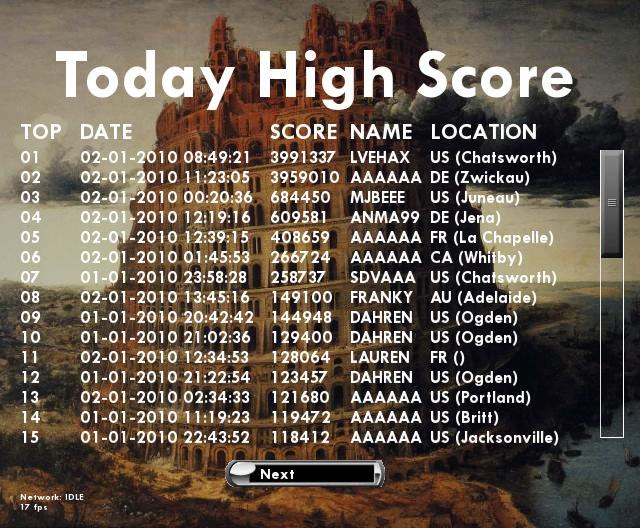 Today High Score
TOP DATE SCORE NAME LOCATION
01 02-01-2010 08:49:21 3991337 LVEHAX US (Chatsworth)
02 02-01-2010 11:23:05 3959010 AAAAAA DE (Zwickau)
03 02-01-2010 00:20:36 684450 MJBEEE US (Juneau)
04 02-01-2010 12:19:16 609581 ANMA99 DE (Jena)
05 02-01-2010 12:39:15 408659 AAAAAA FR (La Chapelle)
06 02-01-2010 01:45:53 266724 AAAAAA CA (Whitby)
07 01-01-2010 23:58:28 258737 SDVAAA US (Chatsworth)
08 02-01-2010 13:45:16 149100 FRANKY AU (Adelaide)
09 01-01-2010 20:42:42 144948 DAHREN US (Ogden)
10 01-01-2010 21:02:36 129400 DAHREN US (Ogden)
11 02-01-2010 12:34:53 128064 LAUREN FR ()
12 01-01-2010 21:22:54 123457 DAHREN US (Ogden)
13 02-01-2010 02:34:33 121680 AAAAAA US (Portland)
14 01-01-2010 11:19:23 119472 AAAAAA US (Britt)
15 01-01-2010 22:43:52 118412 AAAAAA US (Jacksonville)
Next
Network: IDLE
17 fps